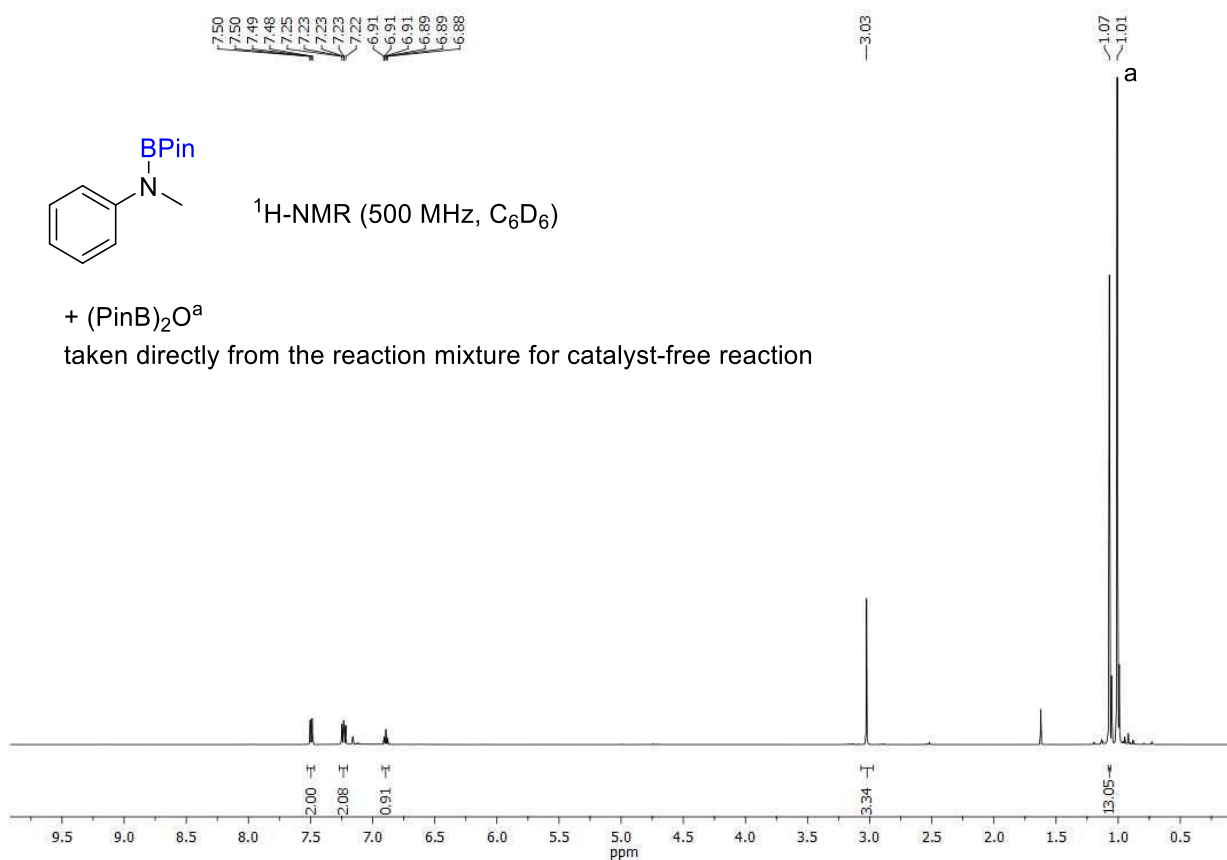 7.50
7.50
7.49
7.48
7.25
7.23
7.23
7.23
7.22
6.91
6.91
6.91
6.89
6.89
6.88
3.03
1.07
1.01
a
BPin
N
¹H-NMR (500 MHz, C₆D₆)
+ (PinB)₂Oᵃ
taken directly from the reaction mixture for catalyst-free reaction
2.00
2.08
0.91
3.34
13.05
9.5 9.0 8.5 8.0 7.5 7.0 6.5 6.0 5.5 5.0 4.5 4.0 3.5 3.0 2.5 2.0 1.5 1.0 0.5
ppm